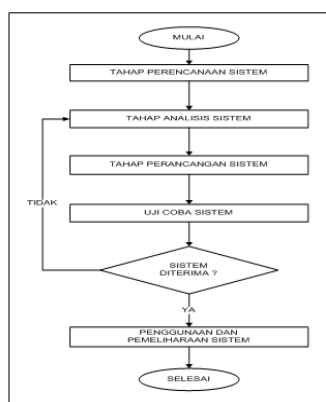 MULAI
TAHAP PERENCANAAN SISTEM
TAHAP ANALISIS SISTEM
TAHAP PERANCANGAN SISTEM
TIDAK
UJI COBA SISTEM
SISTEM
DITERIMA ?
YA
PENGGUNAAN DAN
PEMELIHARAAN SISTEM
SELESAI